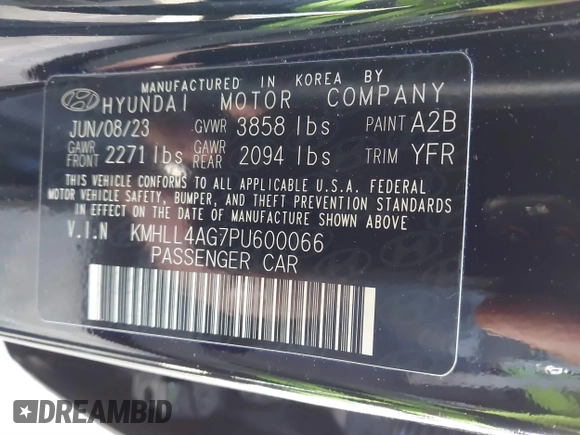 MANUFACTURED IN KOREA BY
HYUNDAI MOTOR COMPANY
JUN/08/23 GVWR 3858 lbs PAINT A2B
GAWR FRONT 2271 lbs GAWR REAR 2094 lbs TRIM YFR
THIS VEHICLE CONFORMS TO ALL APPLICABLE U.S.A. FEDERAL
MOTOR VEHICLE SAFETY, BUMPER, AND THEFT PREVENTION STANDARDS
IN EFFECT ON THE DATE OF MANUFACTURE SHOWN ABOVE
V.I.N KMHLL4AG7PU600066
PASSENGER CAR
DREAMBID